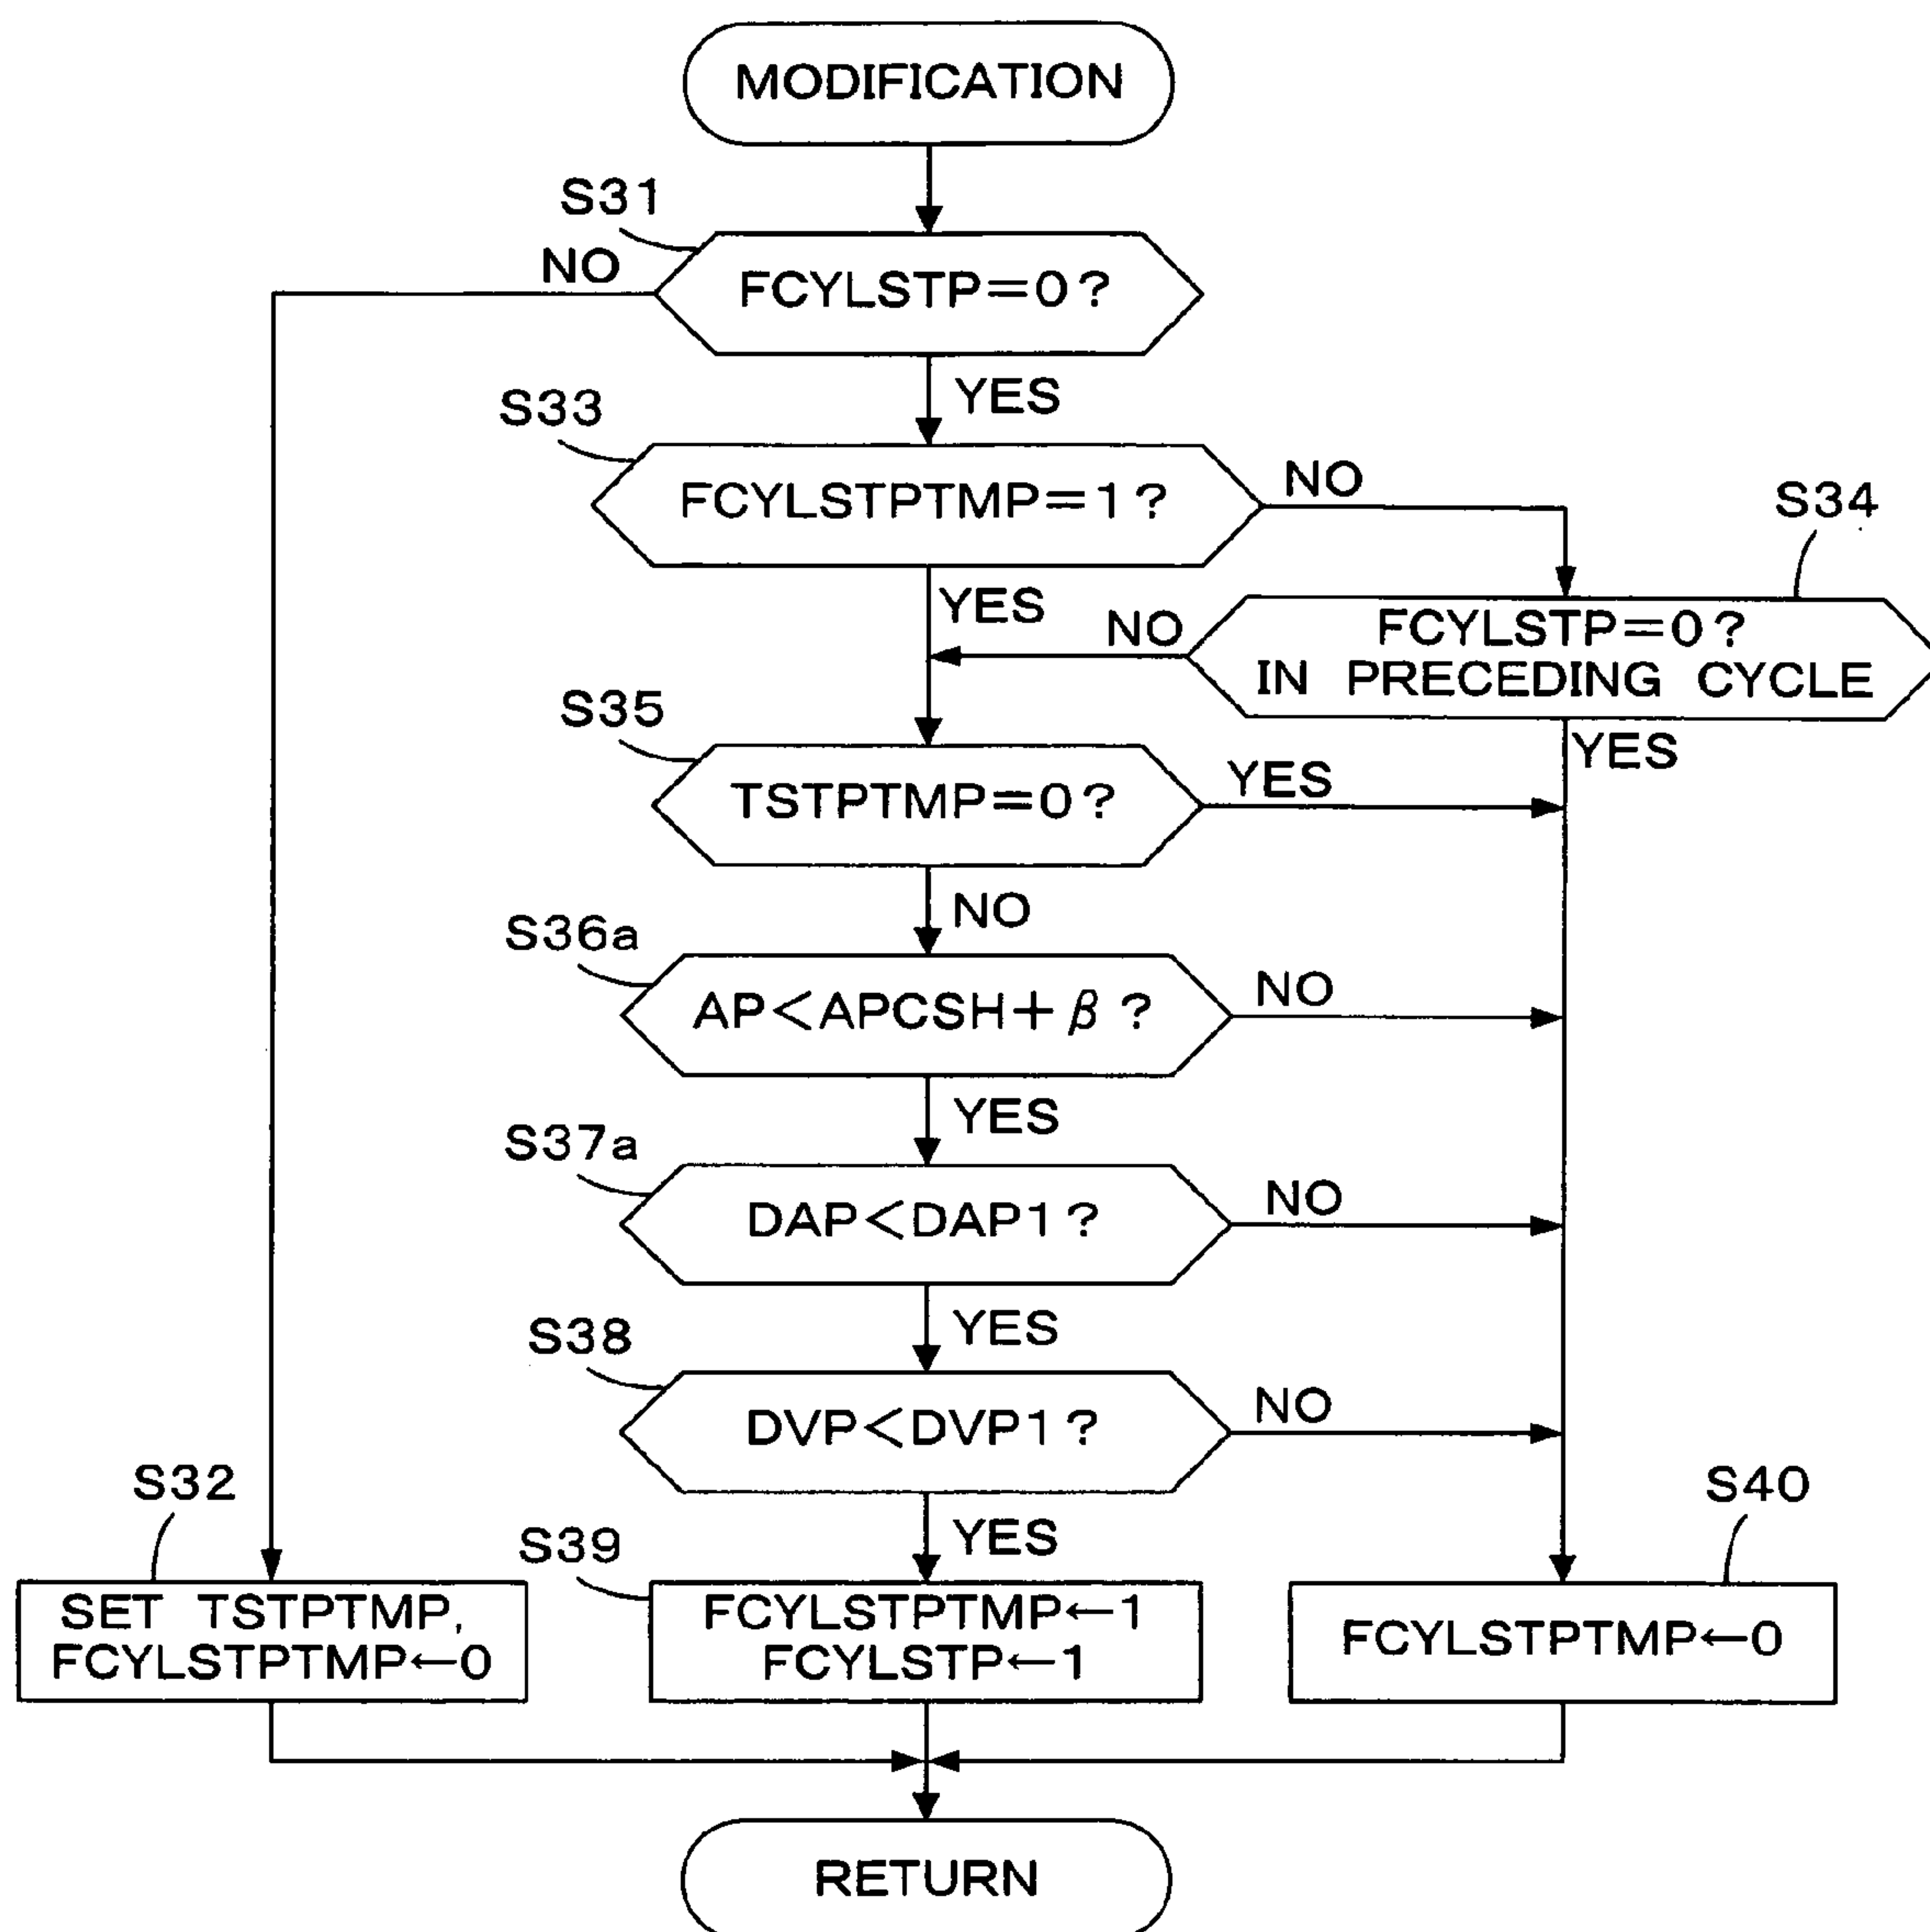 MODIFICATION
S31
NO
FCYLSTP=0?
YES
S33
FCYLSTPTMP=1?
NO
S34
YES
NO
FCYLSTP=0?
IN PRECEDING CYCLE
S35
YES
TSTPTMP=0?
YES
NO
S36a
AP<APCSH+β?
NO
YES
S37a
DAP<DAP1?
NO
YES
S38
DVP<DVP1?
NO
S32
S40
YES
S39
SET TSTPTMP,
FCYLSTPTMP←0
FCYLSTPTMP←1
FCYLSTP←1
FCYLSTPTMP←0
RETURN